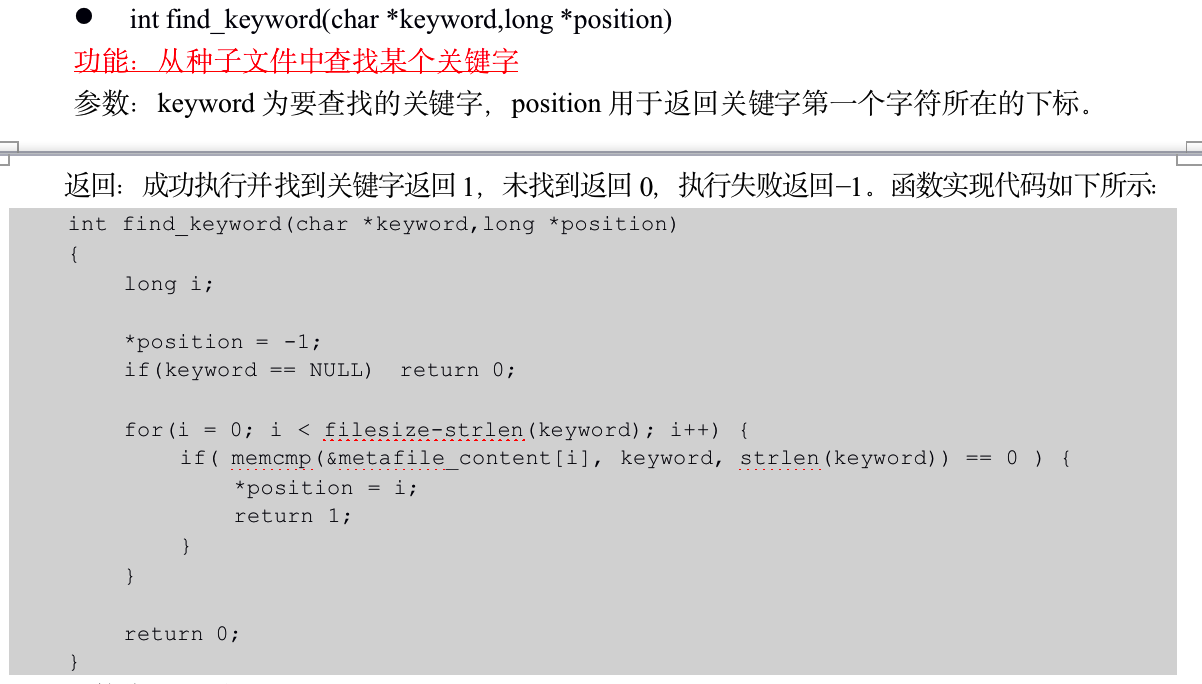 ● int find_keyword(char *keyword,long *position)
功能：从种子文件中查找某个关键字
参数：keyword 为要查找的关键字，position 用于返回关键字第一个字符所在的下标。
返回：成功执行并找到关键字返回 1，未找到返回 0，执行失败返回–1。函数实现代码如下所示:
int find_keyword(char *keyword,long *position)
{
    long i;
    *position = -1;
    if(keyword == NULL)  return 0;
    for(i = 0; i < filesize-strlen(keyword); i++) {
        if( memcmp(&metafile_content[i], keyword, strlen(keyword)) == 0 ) {
            *position = i;
            return 1;
        }
    }
    return 0;
}